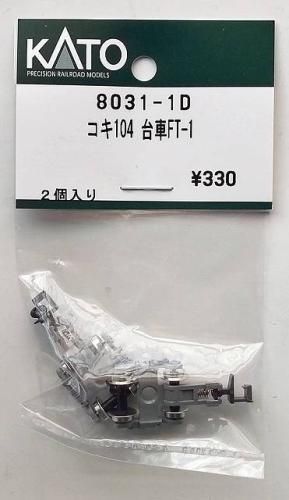 KATO
PRECISION RAILROAD MODELS
8031-1D
コキ104 台車FT-1
¥330
2個入り